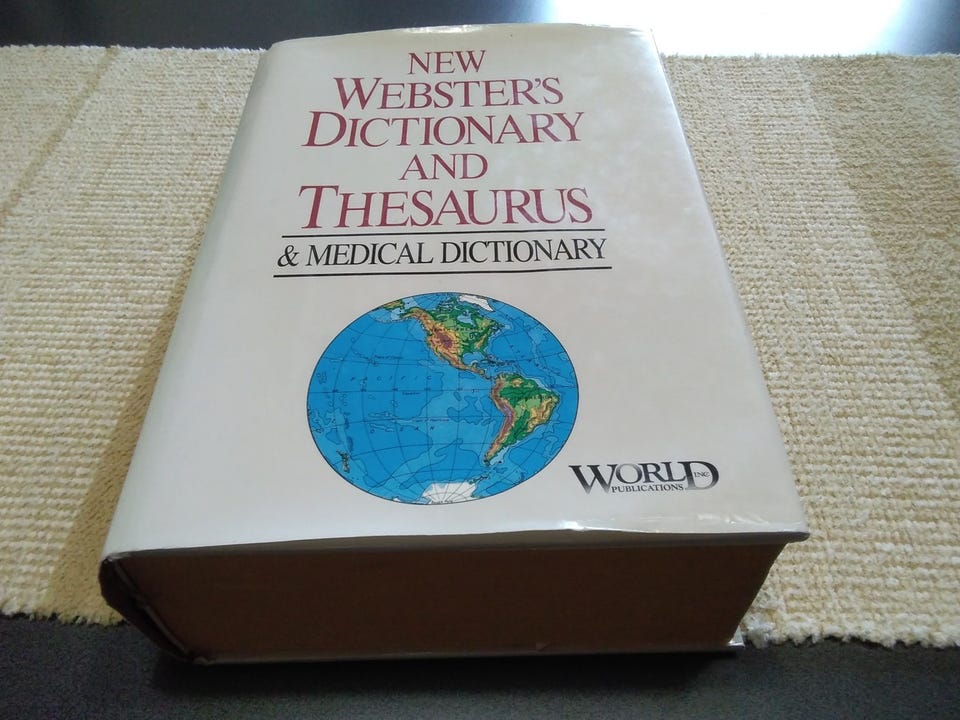 NEW
WEBSTER'S
DICTIONARY
AND
THESAURUS
& MEDICAL DICTIONARY
WORLD INC.
PUBLICATIONS